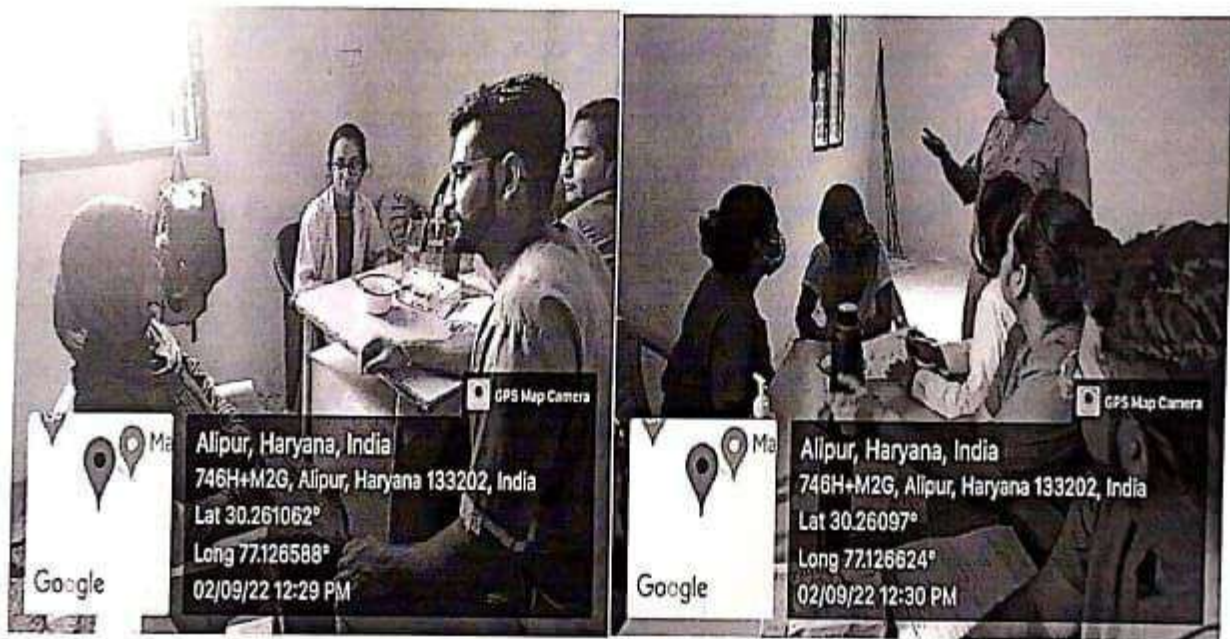 GPS Map Camera
Ma
Alipur, Haryana, India
746H+M2G, Alipur, Haryana 133202, India
Lat 30.261062°
Long 77.126588°
02/09/22 12:29 PM
Google
GPS Map Camera
Ma
Alipur, Haryana, India
746H+M2G, Alipur, Haryana 133202, India
Lat 30.26097°
Long 77.126624°
02/09/22 12:30 PM
Google